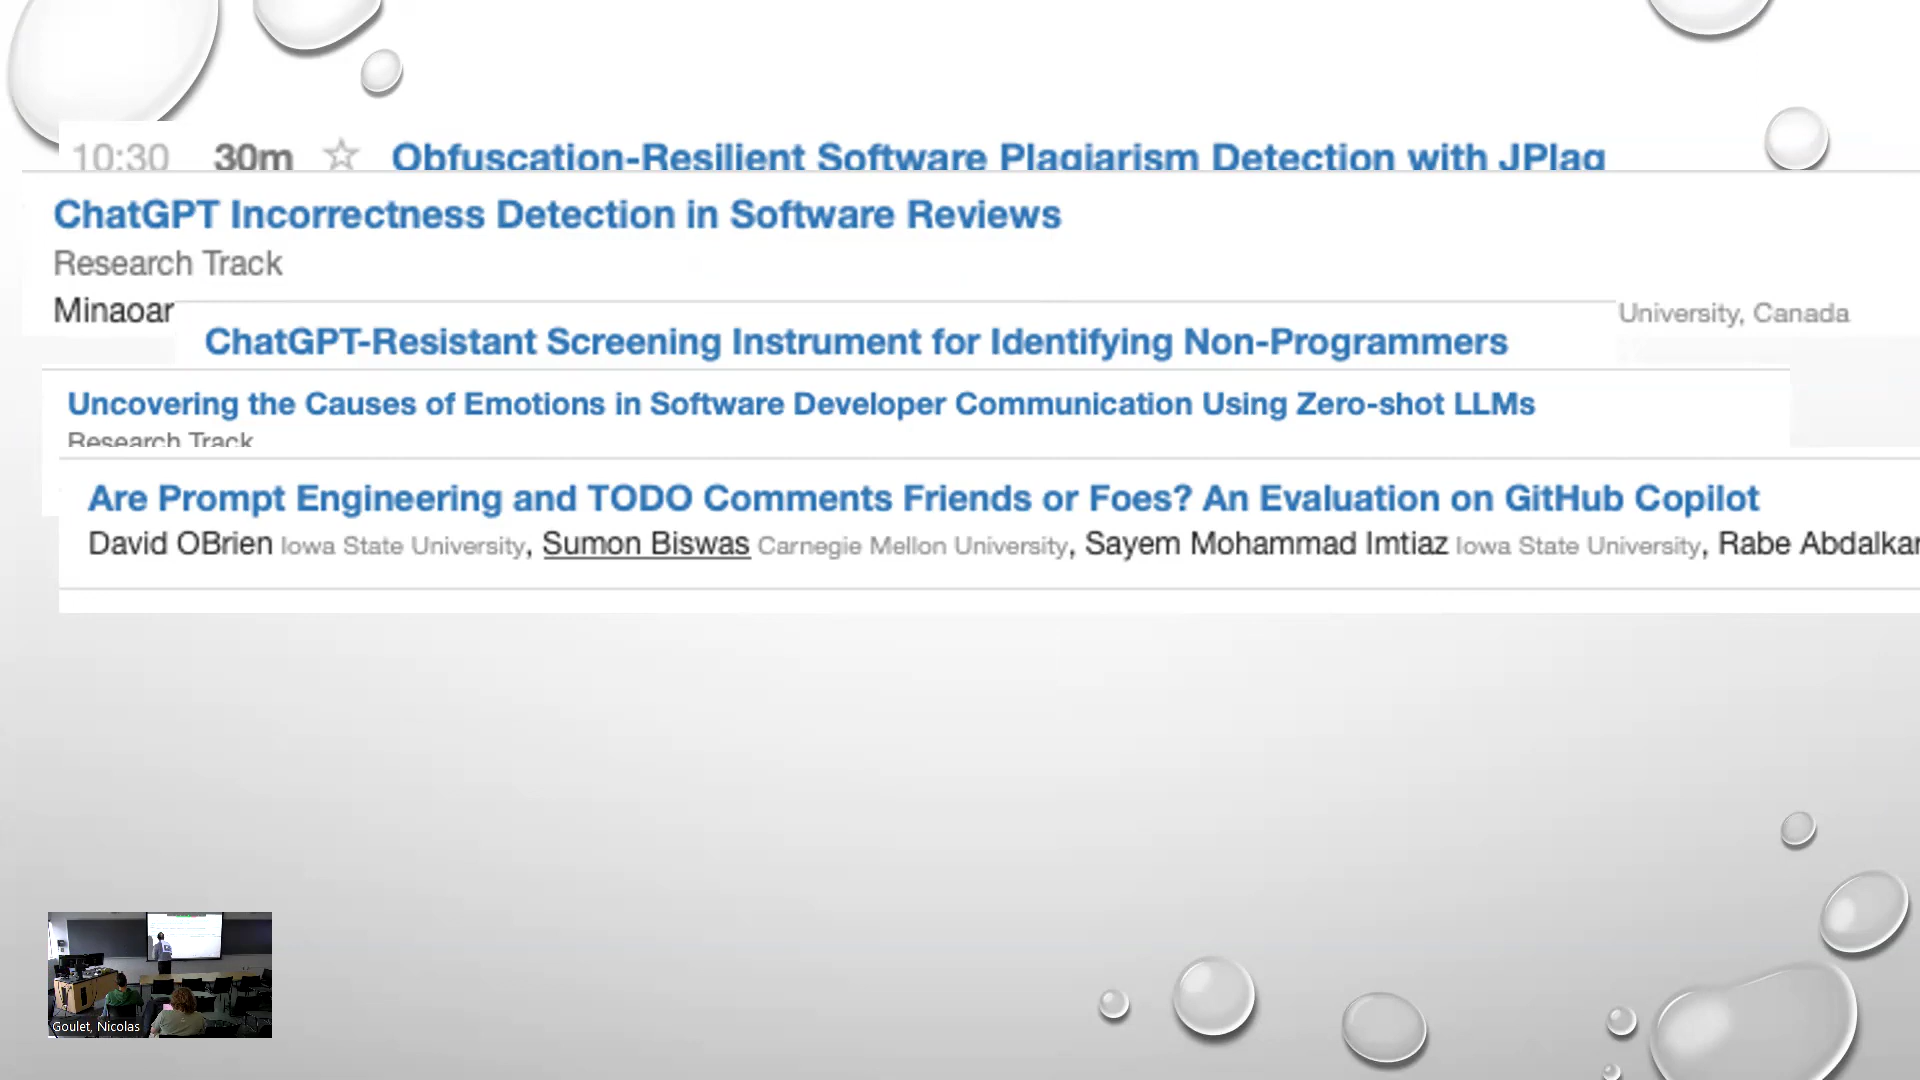 10:30 30m Obfuscation-Resilient Software Plagiarism Detection with JPlag
ChatGPT Incorrectness Detection in Software Reviews
Research Track
Minaoar
University, Canada
ChatGPT-Resistant Screening Instrument for Identifying Non-Programmers
Uncovering the Causes of Emotions in Software Developer Communication Using Zero-shot LLMs
Research Track
Are Prompt Engineering and TODO Comments Friends or Foes? An Evaluation on GitHub Copilot
David OBrien Iowa State University, Sumon Biswas Carnegie Mellon University, Sayem Mohammad Imtiaz Iowa State University, Rabe Abdalkar
Goulet, Nicolas